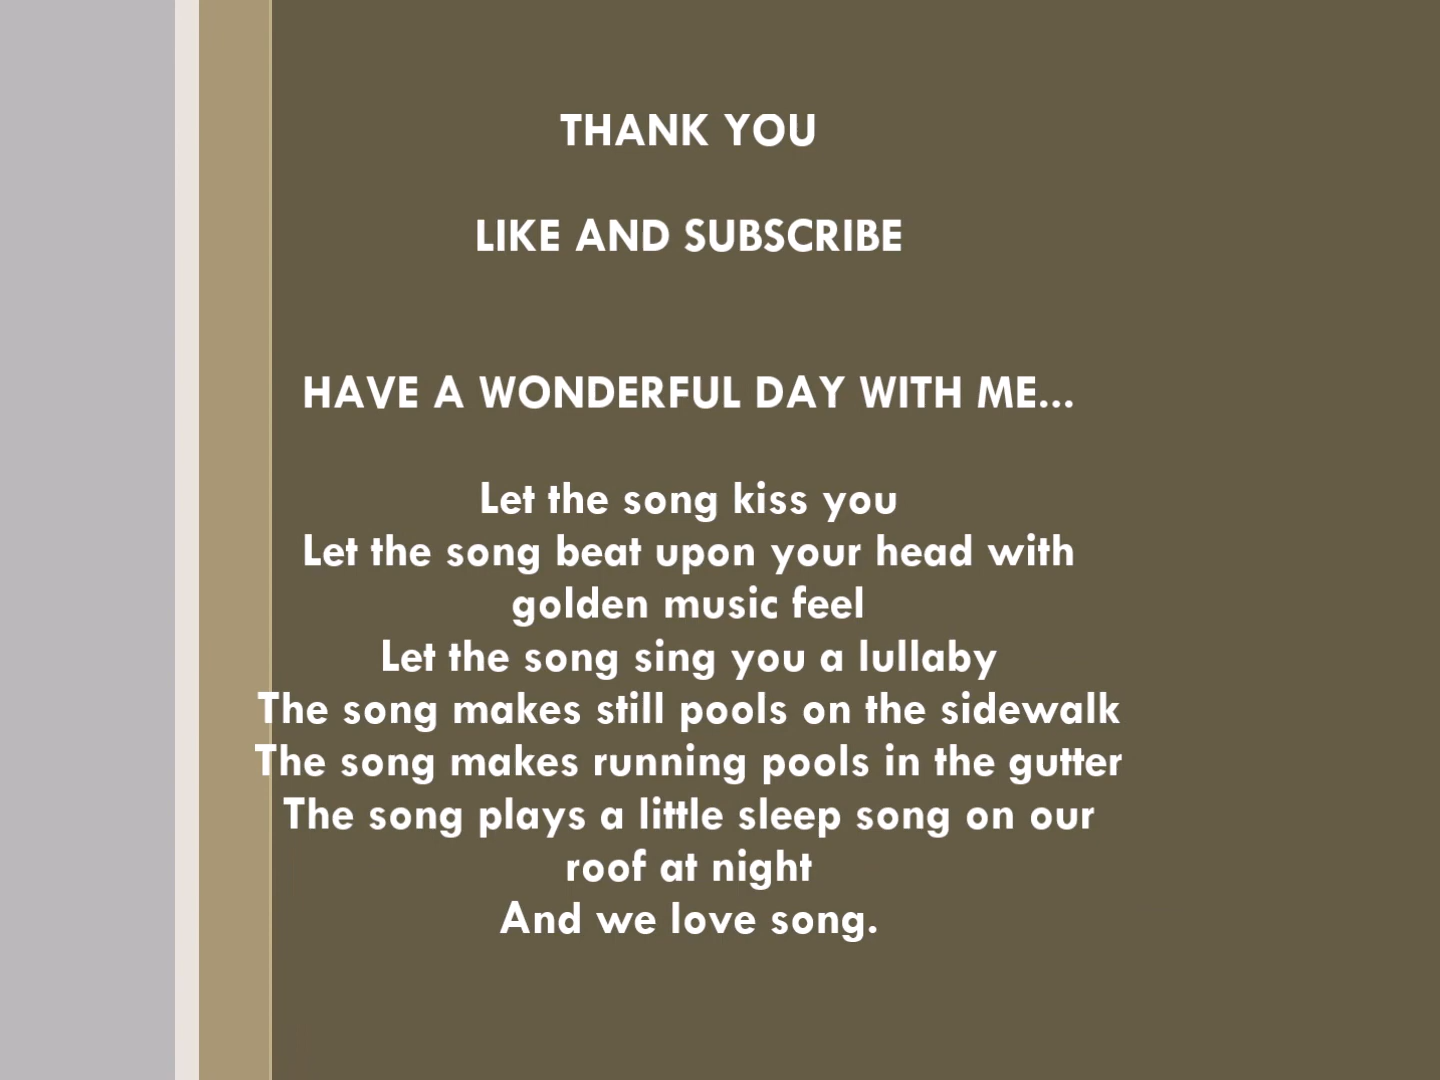 THANK YOU
LIKE AND SUBSCRIBE
HAVE A WONDERFUL DAY WITH ME...
Let the song kiss you
Let the song beat upon your head with
golden music feel
Let the song sing you a lullaby
The song makes still pools on the sidewalk
The song makes running pools in the gutter
The song plays a little sleep song on our
roof at night
And we love song.